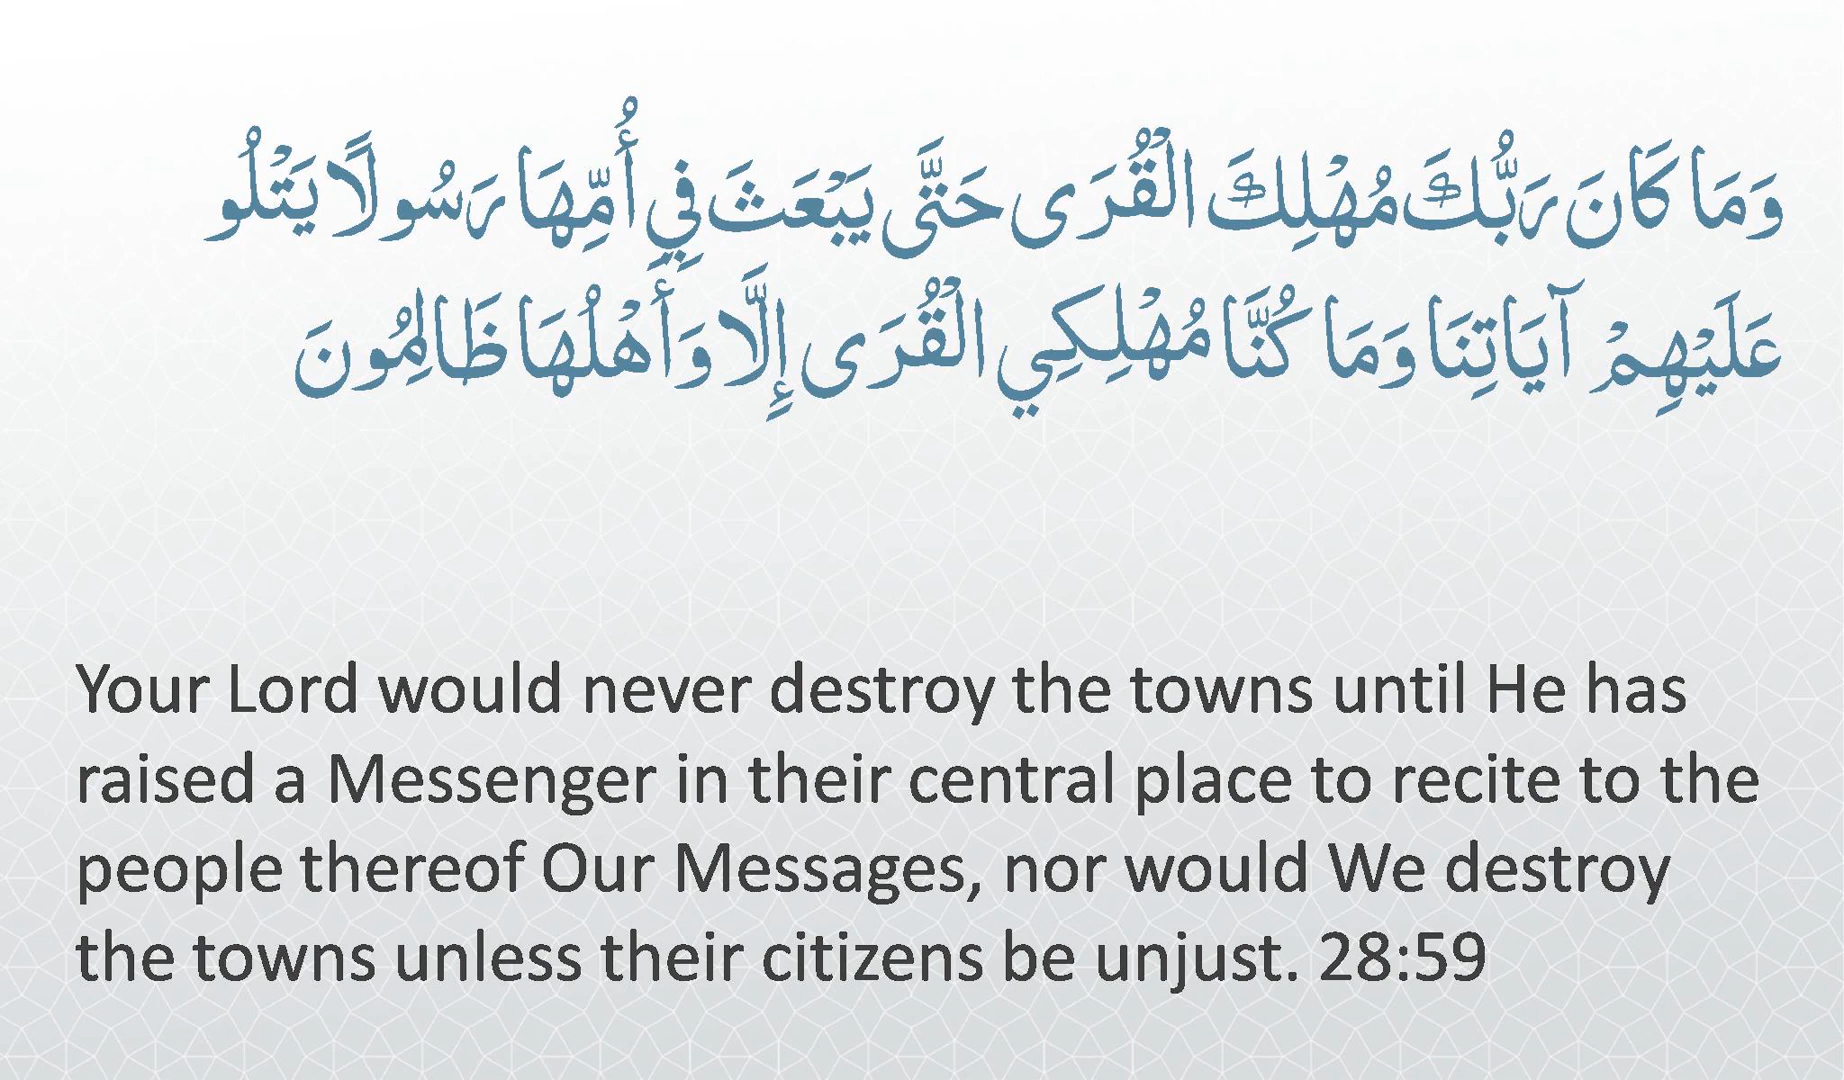 وَمَا كَانَ رَبُّكَ مُهْلِكَ الْقُرَى حَتَّى يَبْعَثَ فِي أُمِّهَا رَسُولًا يَتْلُو
عَلَيْهِمْ آيَاتِنَا وَمَا كُنَّا مُهْلِكِي الْقُرَى إِلَّا وَأَهْلُهَا ظَالِمُونَ
Your Lord would never destroy the towns until He has
raised a Messenger in their central place to recite to the
people thereof Our Messages, nor would We destroy
the towns unless their citizens be unjust. 28:59